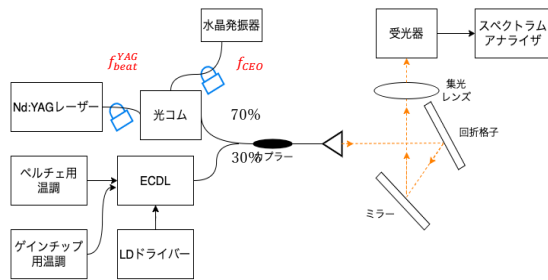 水晶発振器
受光器
スペクトラム
アナライザ
f_{beat}^{YAG}
f_{CEO}
集光
レンズ
Nd:YAGレーザー
光コム
70%
回折格子
30%
カプラー
ペルチェ用
温調
ECDL
ミラー
ゲインチップ
用温調
LDドライバー